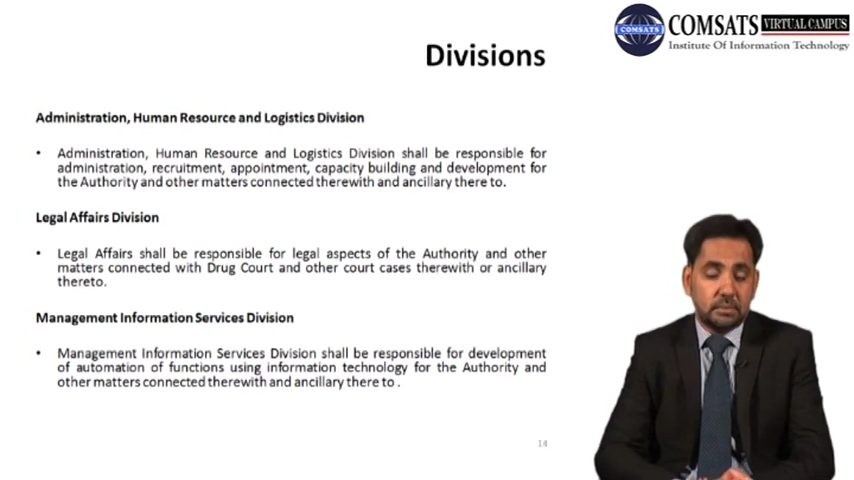 COMSATS
COMSATS VIRTUAL CAMPUS
Institute Of Information Technology
Divisions
Administration, Human Resource and Logistics Division
• Administration, Human Resource and Logistics Division shall be responsible for
administration, recruitment, appointment, capacity building and development for
the Authority and other matters connected therewith and ancillary there to.
Legal Affairs Division
• Legal Affairs shall be responsible for legal aspects of the Authority and other
matters connected with Drug Court and other court cases therewith or ancillary
thereto.
Management Information Services Division
• Management Information Services Division shall be responsible for development
of automation of functions using information technology for the Authority and
other matters connected therewith and ancillary there to .
14